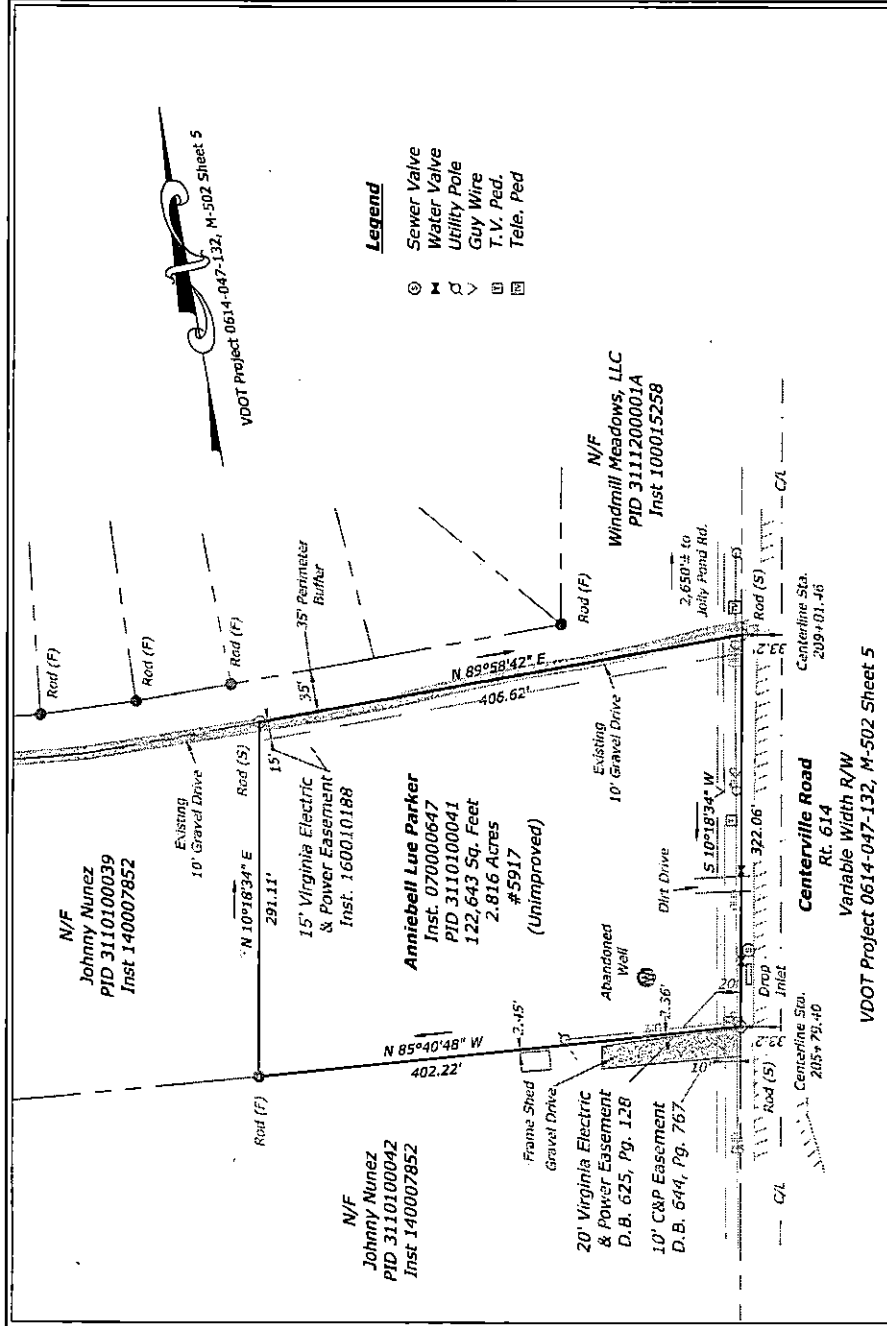 VDOT Project 0614-047-132, M-502 Sheet 5
Legend
Sewer Valve
Water Valve
Utility Pole
Guy Wire
T.V. Ped.
Tele. Ped
N/F
Johnny Nunez
PID 3110100039
Inst 140007852
Existing
10' Gravel Drive
Rod (F)
Rod (F)
Rod (F)
35' Perimeter
Buffer
35'
Rod (S)
15'
N 10°18'34" E
291.11'
15' Virginia Electric
& Power Easement
Inst. 160010188
N 89°58'42" E
406.62'
Existing
10' Gravel Drive
Rod (F)
N/F
Windmill Meadows, LLC
PID 3111200001A
Inst 100015258
Anniebell Lue Parker
Inst. 070000647
PID 3110100041
122,643 Sq. Feet
2.816 Acres
#5917
(Unimproved)
Rod (F)
N 85°40'48" W
402.22'
N/F
Johnny Nunez
PID 3110100042
Inst 140007852
2.45'
Frame Shed
Gravel Drive
Abandoned
Well
2.36'
20'
10'
20' Virginia Electric
& Power Easement
D.B. 625, Pg. 128
10' C&P Easement
D.B. 644, Pg. 767
Dirt Drive
S 10°18'34" W
322.06'
2,650'± to
Jolly Pond Rd.
Drop
Inlet
Rod (S)
33.2'
Centerline Sta.
205+79.40
C/L
Rod (S)
33.2'
Centerline Sta.
209+01.46
C/L
Centerville Road
Rt. 614
Variable Width R/W
VDOT Project 0614-047-132, M-502 Sheet 5